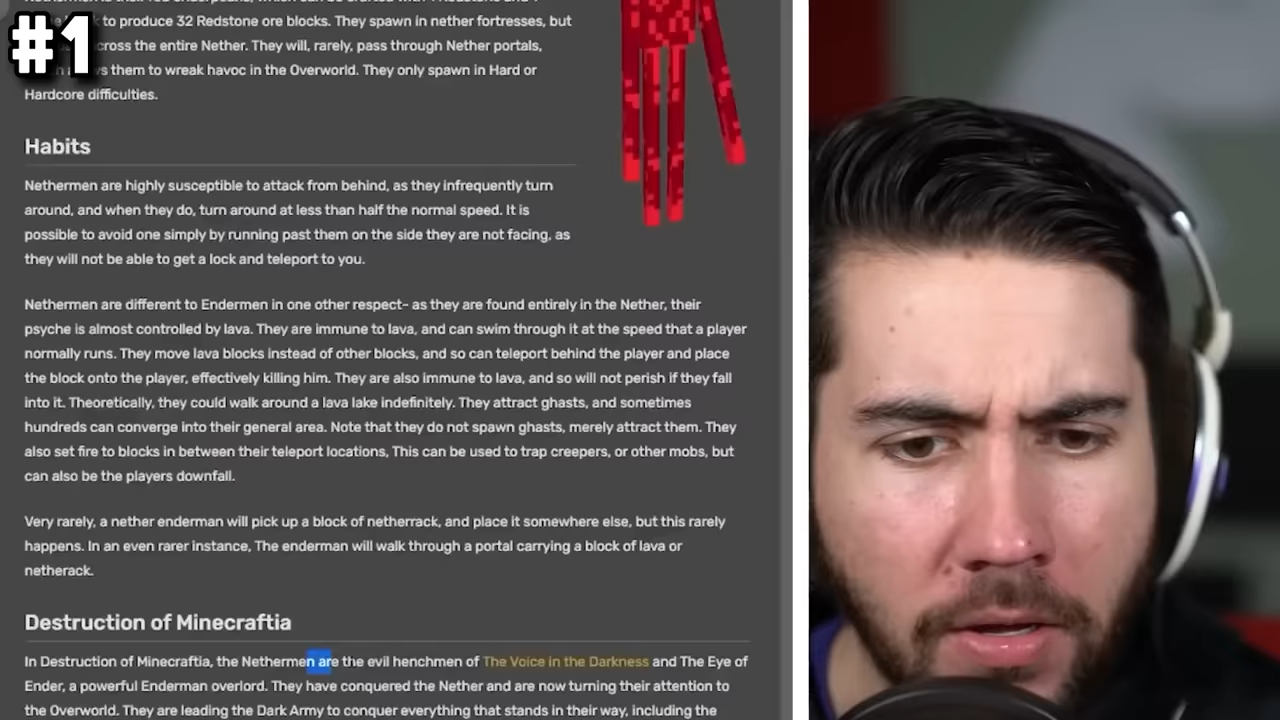 #1
to produce 32 Redstone ore blocks. They spawn in nether fortresses, but
across the entire Nether. They will, rarely, pass through Nether portals,
them to wreak havoc in the Overworld. They only spawn in Hard or
Hardcore difficulties.
Habits
Nethermen are highly susceptible to attack from behind, as they infrequently turn
around, and when they do, turn around at less than half the normal speed. It is
possible to avoid one simply by running past them on the side they are not facing, as
they will not be able to get a lock and teleport to you.
Nethermen are different to Endermen in one other respect- as they are found entirely in the Nether, their
psyche is almost controlled by lava. They are immune to lava, and can swim through it at the speed that a player
normally runs. They move lava blocks instead of other blocks, and so can teleport behind the player and place
the block onto the player, effectively killing him. They are also immune to lava, and so will not perish if they fall
into it. Theoretically, they could walk around a lava lake indefinitely. They attract ghasts, and sometimes
hundreds can converge into their general area. Note that they do not spawn ghasts, merely attract them. They
also set fire to blocks in between their teleport locations, This can be used to trap creepers, or other mobs, but
can also be the players downfall.
Very rarely, a nether enderman will pick up a block of netherrack, and place it somewhere else, but this rarely
happens. In an even rarer instance, The enderman will walk through a portal carrying a block of lava or
netherack.
Destruction of Minecraftia
In Destruction of Minecraftia, the Nethermen are the evil henchmen of The Voice in the Darkness and The Eye of
Ender, a powerful Enderman overlord. They have conquered the Nether and are now turning their attention to
the Overworld. They are leading the Dark Army to conquer everything that stands in their way, including the